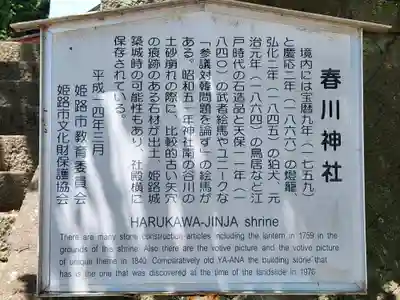 春川神社
境内には宝暦九年(一七五九)
と慶応二年(一八六六)の燈籠、
弘化二年(一八四五)の狛犬、元
治元年(一八六四)の鳥居など江
戸時代の石造品と天保一一年(一
八四〇)の武者絵馬やユニークな
「参議対韓問題を論ず」の絵馬が
ある。昭和五一年神社南の谷川の
土砂崩れの際に、比較的古い矢穴
の痕跡のある石材が出土、姫路城
築城時の可能性もあり、社殿横に
保存されている。
平成一四年三月
姫路市教育委員会
姫路市文化財保護協会
HARUKAWA-JINJA shrine
There are many stone construction articles including the lantern in 1759 in the
grounds of the shrine. Also there are the votive picture and the votive picture
of unique theme in 1840. Comparatively old YA-ANA the building stone that
has is the one that was discovered at the time of the landslide in 1976